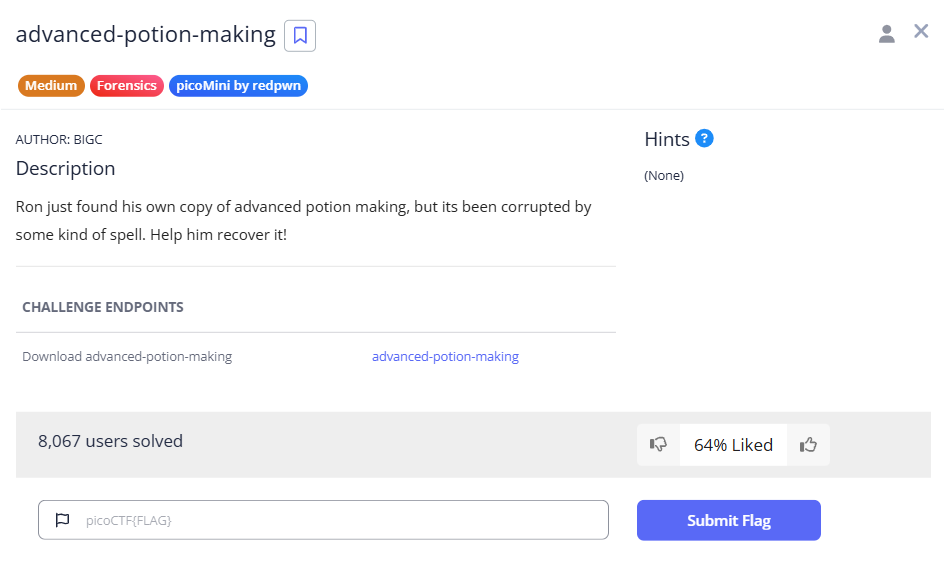 advanced-potion-making
Medium Forensics picoMini by redpwn
AUTHOR: BIGC
Description
Ron just found his own copy of advanced potion making, but its been corrupted by
some kind of spell. Help him recover it!
Hints ?
(None)
CHALLENGE ENDPOINTS
Download advanced-potion-making advanced-potion-making
8,067 users solved
64% Liked
picoCTF{FLAG}
Submit Flag